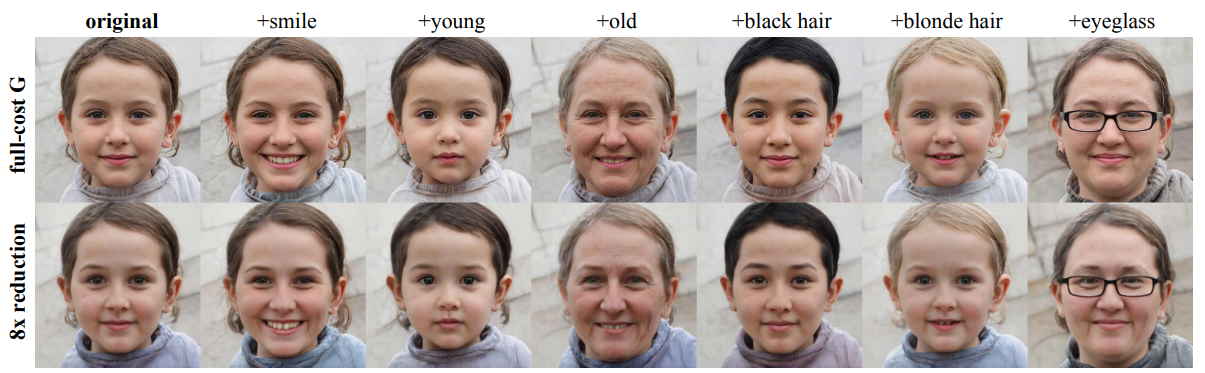 original +smile +young +old +black hair +blonde hair +eyeglass
full-cost G
8x reduction